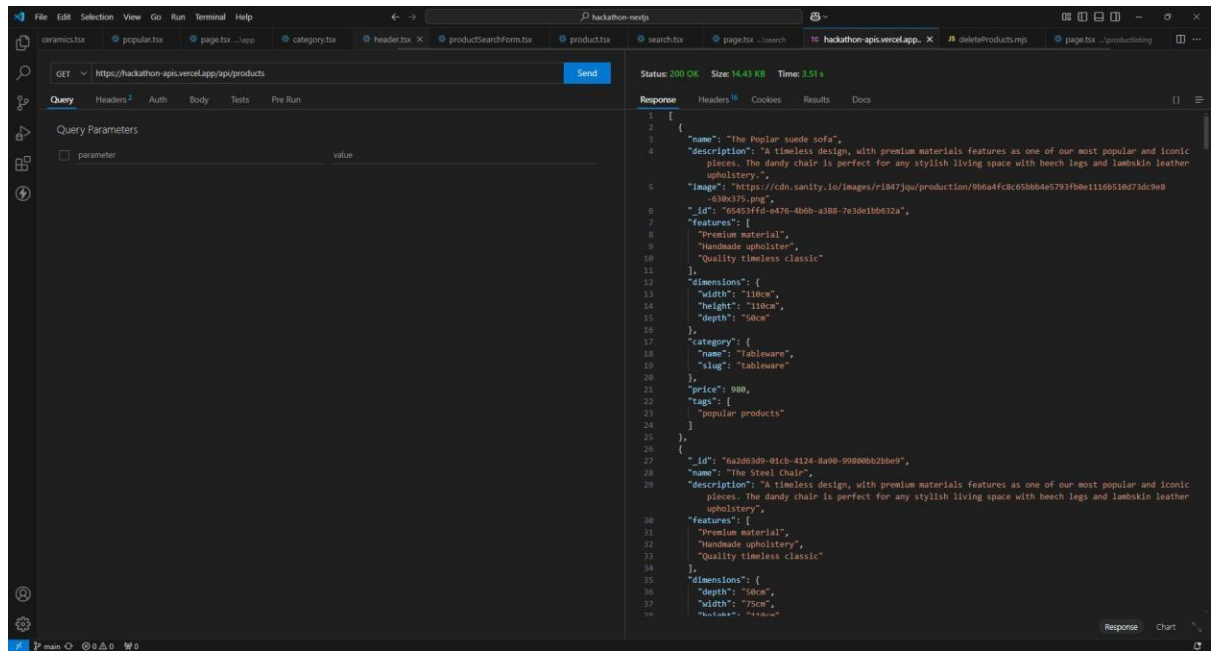 File Edit Selection View Go Run Terminal Help
hackathon-nextjs
ceramics.tsx popular.tsx page.tsx ...\app category.tsx header.tsx productSearchForm.tsx product.tsx search.tsx page.tsx ...\search TC hackathon-apis.vercel.app.. JS deleteProducts.mjs page.tsx ...\productlisting
GET https://hackathon-apis.vercel.app/api/products Send
Status: 200 OK Size: 14.43 KB Time: 3.51 s
Query Headers 2 Auth Body Tests Pre Run
Response Headers 16 Cookies Results Docs
Query Parameters
parameter value
1 [
2 {
3 "name": "The Poplar suede sofa",
4 "description": "A timeless design, with premium materials features as one of our most popular and iconic
pieces. The dandy chair is perfect for any stylish living space with beech legs and lambskin leather
upholstery.",
5 "image": "https://cdn.sanity.io/images/ri847jqu/production/9b6a4fc8c65bbb4e5793fb0e1116b510d73dc9e8
-630x375.png",
6 "_id": "65453ffd-e476-4b6b-a388-7e3de1bb632a",
7 "features": [
8 "Premium material",
9 "Handmade upholster",
10 "Quality timeless classic"
11 ],
12 "dimensions": {
13 "width": "110cm",
14 "height": "110cm",
15 "depth": "50cm"
16 },
17 "category": {
18 "name": "Tableware",
19 "slug": "tableware"
20 },
21 "price": 980,
22 "tags": [
23 "popular products"
24 ]
25 },
26 {
27 "_id": "6a2d63d9-01cb-4124-8a90-99800bb2bbe9",
28 "name": "The Steel Chair",
29 "description": "A timeless design, with premium materials features as one of our most popular and iconic
pieces. The dandy chair is perfect for any stylish living space with beech legs and lambskin leather
upholstery",
30 "features": [
31 "Premium material",
32 "Handmade upholstery",
33 "Quality timeless classic"
34 ],
35 "dimensions": {
36 "depth": "50cm",
37 "width": "75cm",
38 "height": "110cm"
Response Chart
main 0 0 0